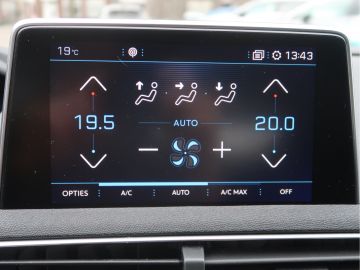 19°C 13:43
AUTO
19.5 20.0
OPTIES A/C AUTO A/C MAX OFF